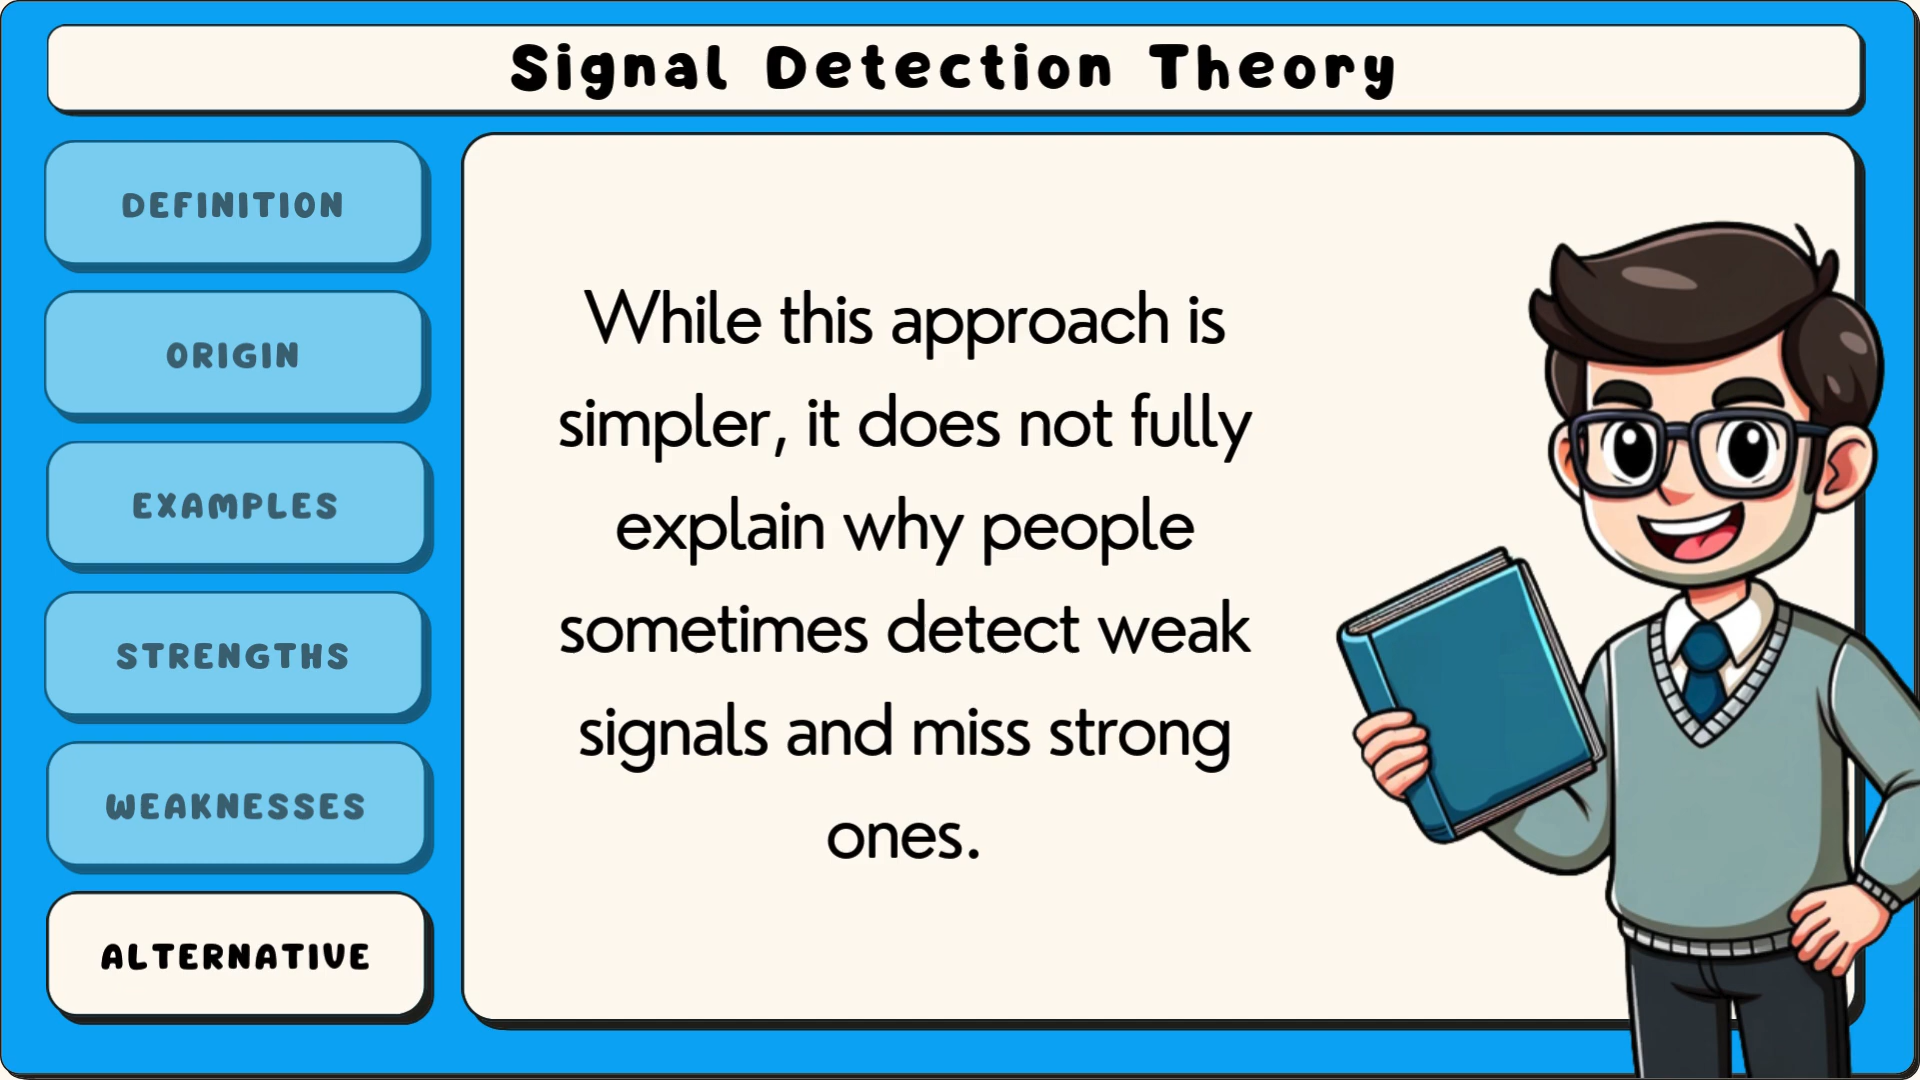 Signal Detection Theory
DEFINITION
ORIGIN
EXAMPLES
STRENGTHS
WEAKNESSES
ALTERNATIVE
While this approach is
simpler, it does not fully
explain why people
sometimes detect weak
signals and miss strong
ones.